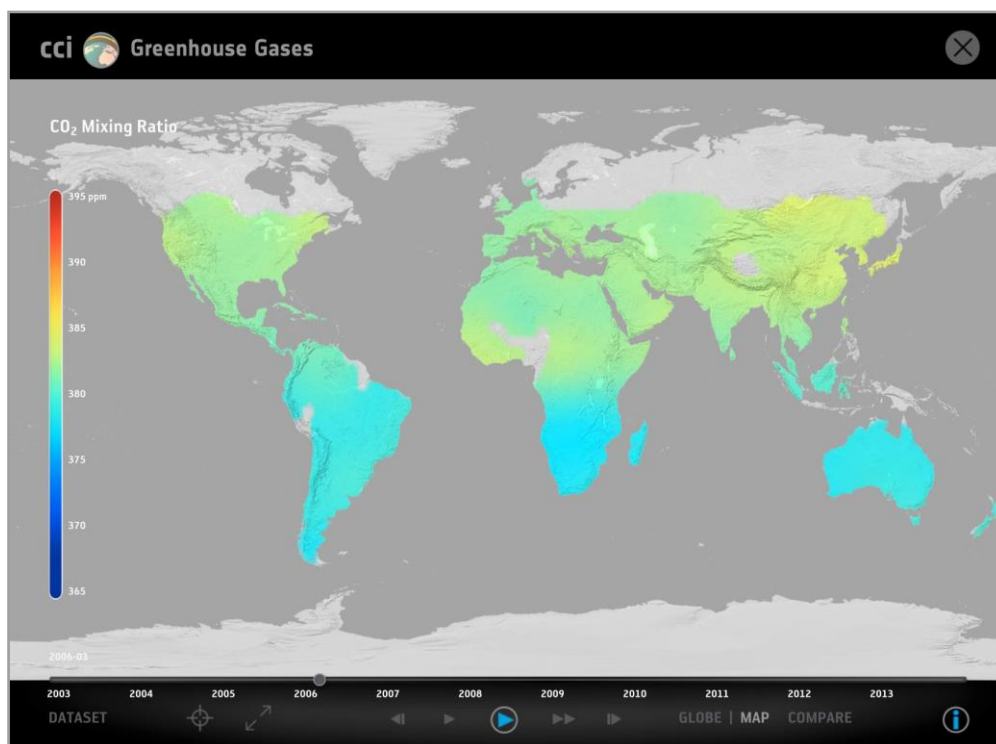 cci Greenhouse Gases
CO₂ Mixing Ratio
395 ppm
390
385
380
375
370
365
2006-03
2003 2004 2005 2006 2007 2008 2009 2010 2011 2012 2013
DATASET GLOBE | MAP COMPARE